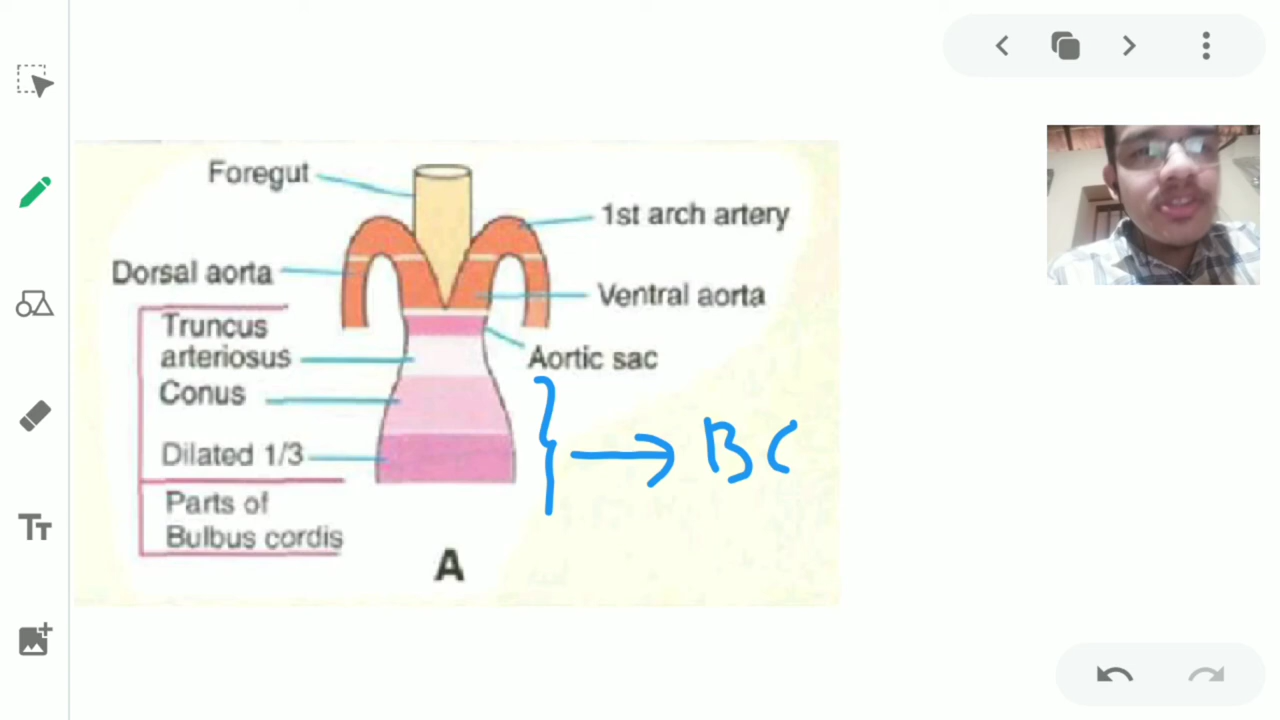 Foregut
1st arch artery
Dorsal aorta
Ventral aorta
Truncus
arteriosus
Aortic sac
Conus
Dilated 1/3
BC
Parts of
Bulbus cordis
A
TT